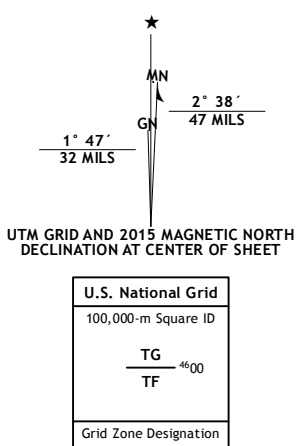 MN
GN
2° 38´
47 MILS
1° 47´
32 MILS
UTM GRID AND 2015 MAGNETIC NORTH
DECLINATION AT CENTER OF SHEET
U.S. National Grid
100,000-m Square ID
TG
4600
TF
Grid Zone Designation